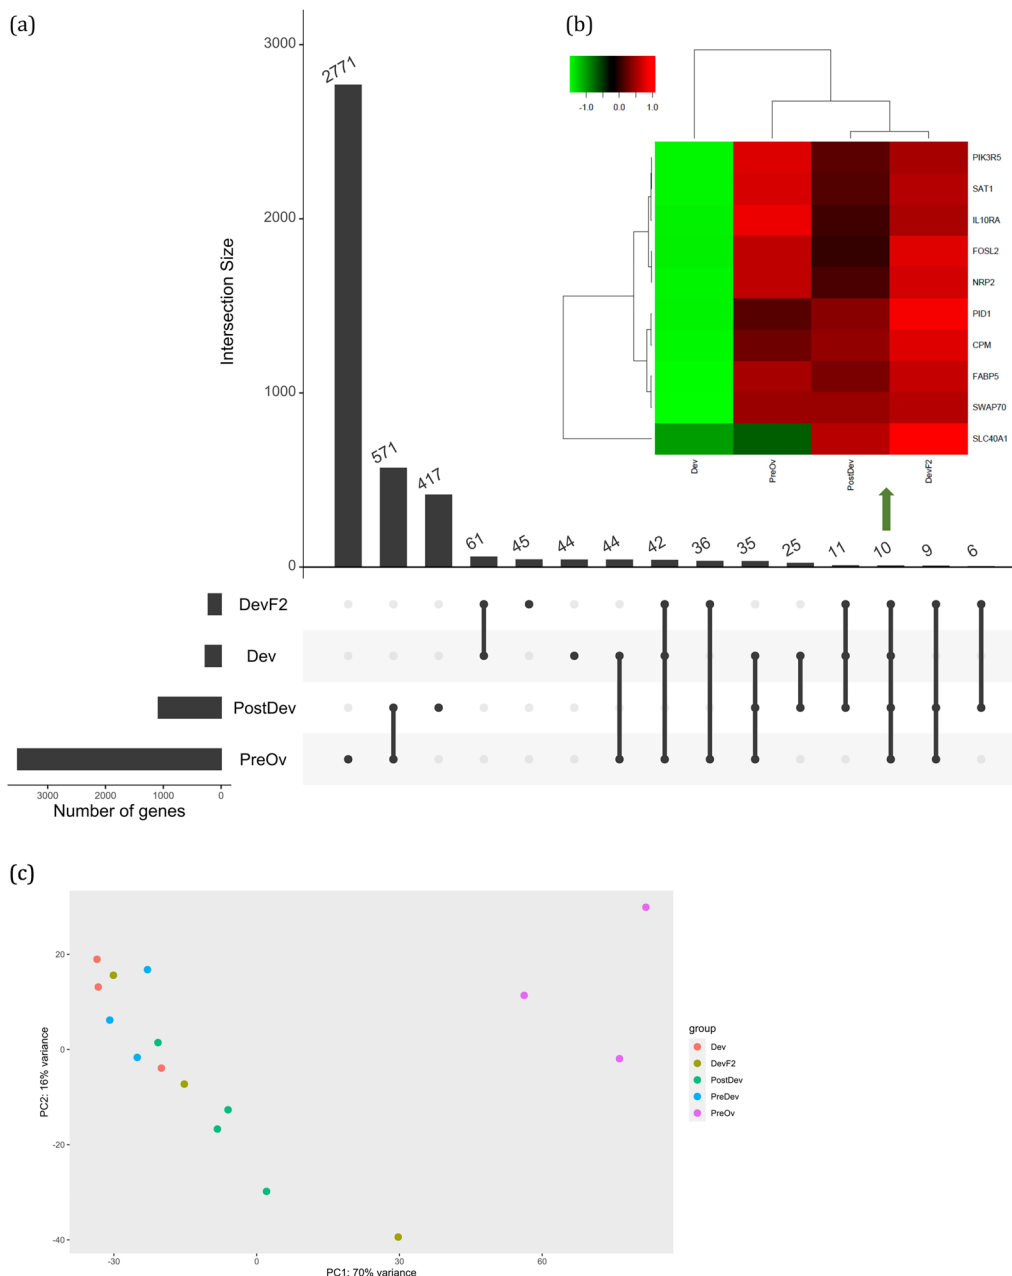 (a)
3000
2000
1000
0
Intersection Size
2771
571
417
61
45
44
44
42
36
35
25
11
10
9
6
DevF2
Dev
PostDev
PreOv
3000 2000 1000 0
Number of genes
(b)
-1.0 0.0 1.0
PIK3R5
SAT1
IL10RA
FOSL2
NRP2
PID1
CPM
FABP5
SWAP70
SLC40A1
Dev
PreOv
PostDev
DevF2
(c)
20
0
-20
-40
PC2: 16% variance
-30 0 30 60
PC1: 70% variance
group
Dev
DevF2
PostDev
PreDev
PreOv